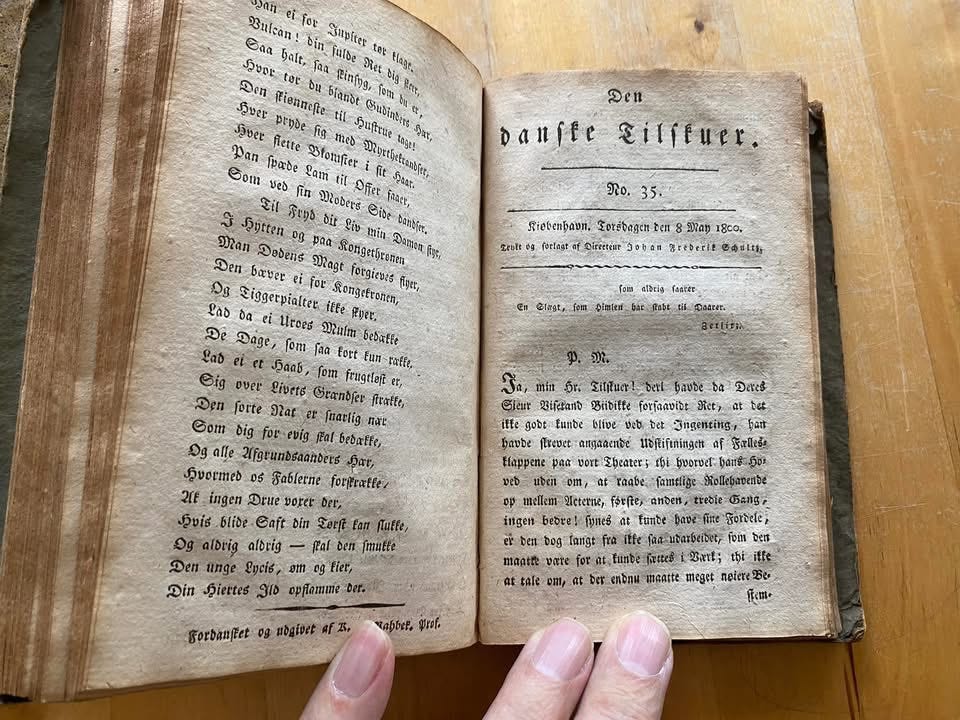 Han ei for Jupiter tør klage.
Vulcan! din fulde Ret dig skeer,
Saa halt, saa skinsyg, som du er,
Hvor tør du blandt Gudinders Hær,
Den skiønneste til Hustrue tage!
Hver pryde sig med Myrthekrandser,
Hver flette Blomster i sit Haar.
Pan spæde Lam til Offer faaer,
Som ved sin Moders Side dandser.
Til Fryd dit Liv min Damon styr,
I Hytten og paa Kongethronen
Man Dødens Magt forgieves flyer,
Den bæver ei for Kongekronen,
Og Tiggerpialter ikke skyer.
Lad da ei Uroes Mulm bedække
De Dage, som saa kort kun række,
Lad ei et Haab, som frugtløst er,
Sig over Livets Grændser strække,
Den sorte Nat er snarlig nær
Som dig for evig skal bedække,
Og alle Afgrundsaanders Hær,
Hvormed os Fablerne forskrække;
Ak ingen Drue voxer der,
Hvis blide Saft din Tørst kan slukke,
Og aldrig aldrig — skal den smukke
Den unge Lycis, øm og kier,
Din Hiertes Ild opflamme der.
Fordansket og udgivet af K. Rahbek, Prof.
Den
danske Tilskuer.
No. 35.
Kiøbenhavn, Torsdagen den 8 May 1800.
Trykt og forlagt af Directeur Johan Frederik Schultz,
som aldrig saarer
En Slægt, som Himlen har skabt til Daarer.
P. M.
Ja, min Hr. Tilskuer! deri havde da Deres
Sieur Viisefand Biidikke forsaavidt Ret, at det
ikke godt kunde blive ved det Ingenting, han
havde skrevet angaaende Udstiftningen af Fælles-
klappene paa vort Theater; thi hvorvel hans Ho-
ved uden om, at raabe samtlige Rollehavende
op mellem Acterne, første, anden, tredie Gang,
ingen bedre! synes at kunde have sine Fordele,
er den dog langt fra ikke saa udarbeidet, som den
maatte være for at kunde sættes i Værk; thi ikke
at tale om, at der endnu maatte meget nøiere Be-
stem-